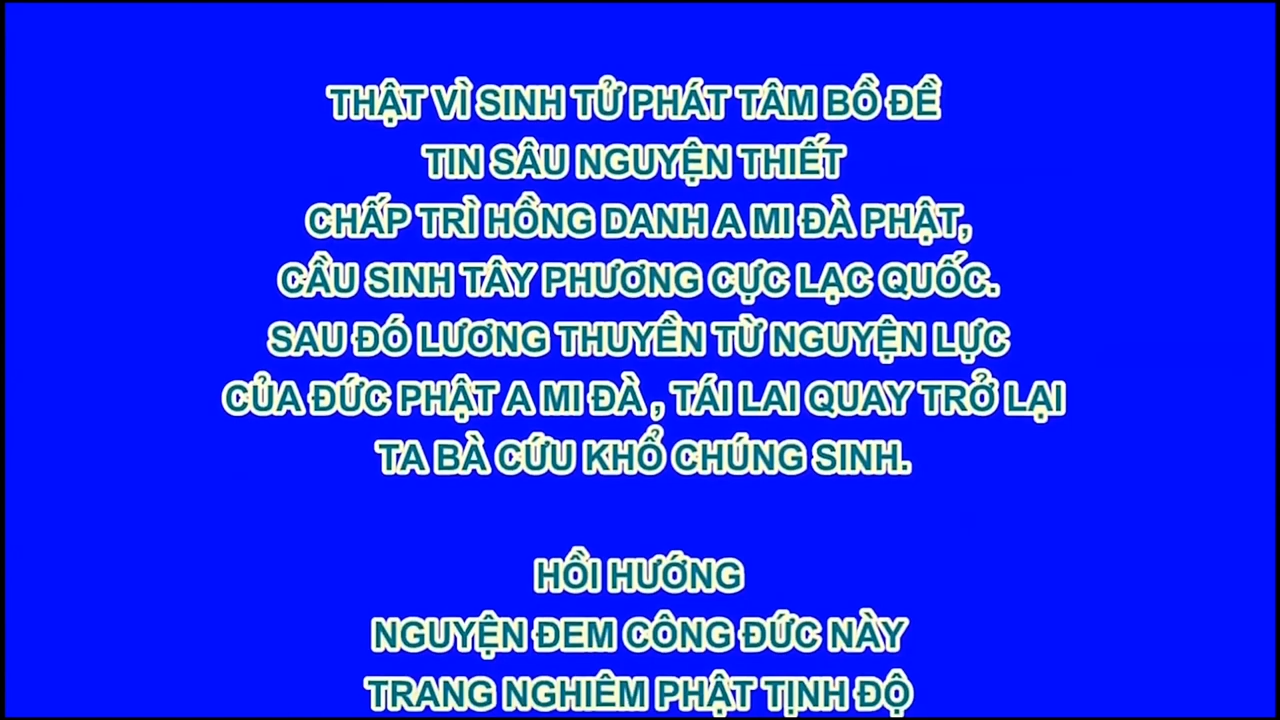 THẬT VÌ SINH TỬ PHÁT TÂM BỒ ĐỀ
TIN SÂU NGUYỆN THIẾT
CHẤP TRÌ HỒNG DANH A MI ĐÀ PHẬT,
CẦU SINH TÂY PHƯƠNG CỰC LẠC QUỐC.
SAU ĐÓ LƯƠNG THUYỀN TỪ NGUYỆN LỰC
CỦA ĐỨC PHẬT A MI ĐÀ , TÁI LAI QUAY TRỞ LẠI
TA BÀ CỨU KHỔ CHÚNG SINH.
HỒI HƯỚNG
NGUYỆN ĐEM CÔNG ĐỨC NÀY
TRANG NGHIÊM PHẬT TỊNH ĐỘ